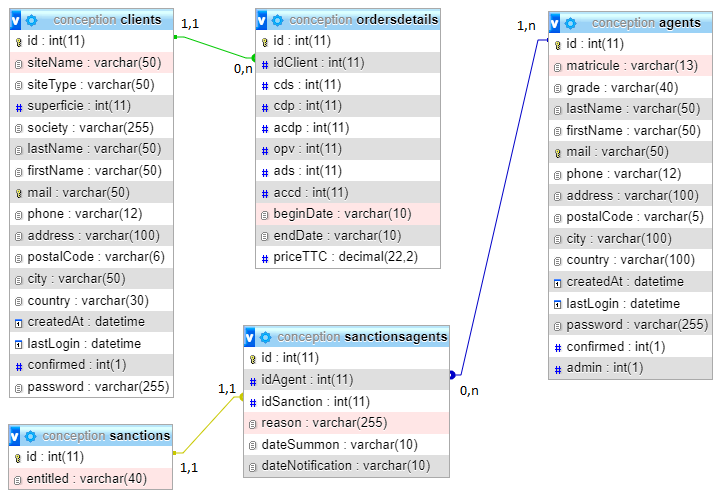 conception clients
id : int(11)
siteName : varchar(50)
siteType : varchar(50)
superficie : int(11)
society : varchar(255)
lastName : varchar(50)
firstName : varchar(50)
mail : varchar(50)
phone : varchar(12)
address : varchar(100)
postalCode : varchar(6)
city : varchar(50)
country : varchar(30)
createdAt : datetime
lastLogin : datetime
confirmed : int(1)
password : varchar(255)
1,1
0,n
conception ordersdetails
id : int(11)
idClient : int(11)
cds : int(11)
cdp : int(11)
acdp : int(11)
opv : int(11)
ads : int(11)
accd : int(11)
beginDate : varchar(10)
endDate : varchar(10)
priceTTC : decimal(22,2)
1,n
conception agents
id : int(11)
matricule : varchar(13)
grade : varchar(40)
lastName : varchar(50)
firstName : varchar(50)
mail : varchar(50)
phone : varchar(12)
address : varchar(100)
postalCode : varchar(5)
city : varchar(100)
country : varchar(100)
createdAt : datetime
lastLogin : datetime
password : varchar(255)
confirmed : int(1)
admin : int(1)
conception sanctionsagents
id : int(11)
idAgent : int(11)
idSanction : int(11)
reason : varchar(255)
dateSummon : varchar(10)
dateNotification : varchar(10)
0,n
1,1
1,1
conception sanctions
id : int(11)
entitled : varchar(40)